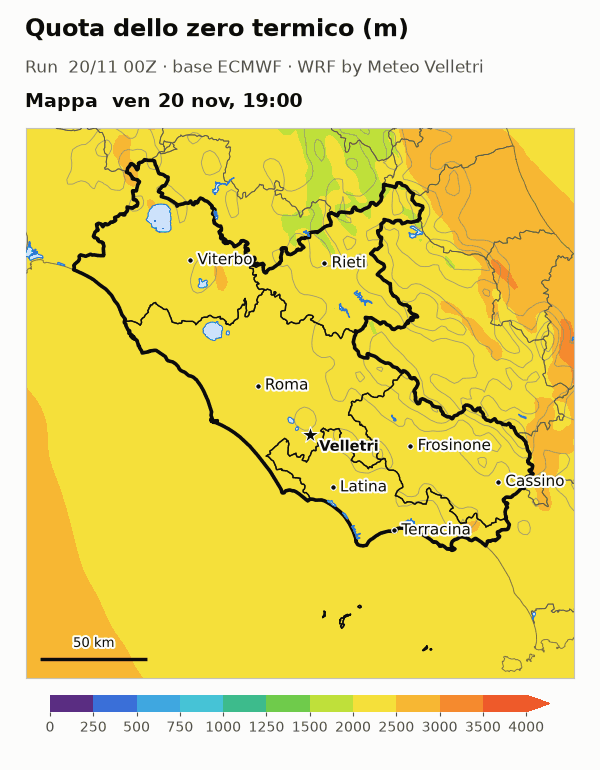 Quota dello zero termico (m)
Run  20/11 00Z · base ECMWF · WRF by Meteo Velletri
Mappa  ven 20 nov, 19:00
Viterbo
Rieti
Roma
Velletri
Frosinone
Cassino
Latina
Terracina
50 km
0 250 500 750 1000 1250 1500 2000 2500 3000 3500 4000